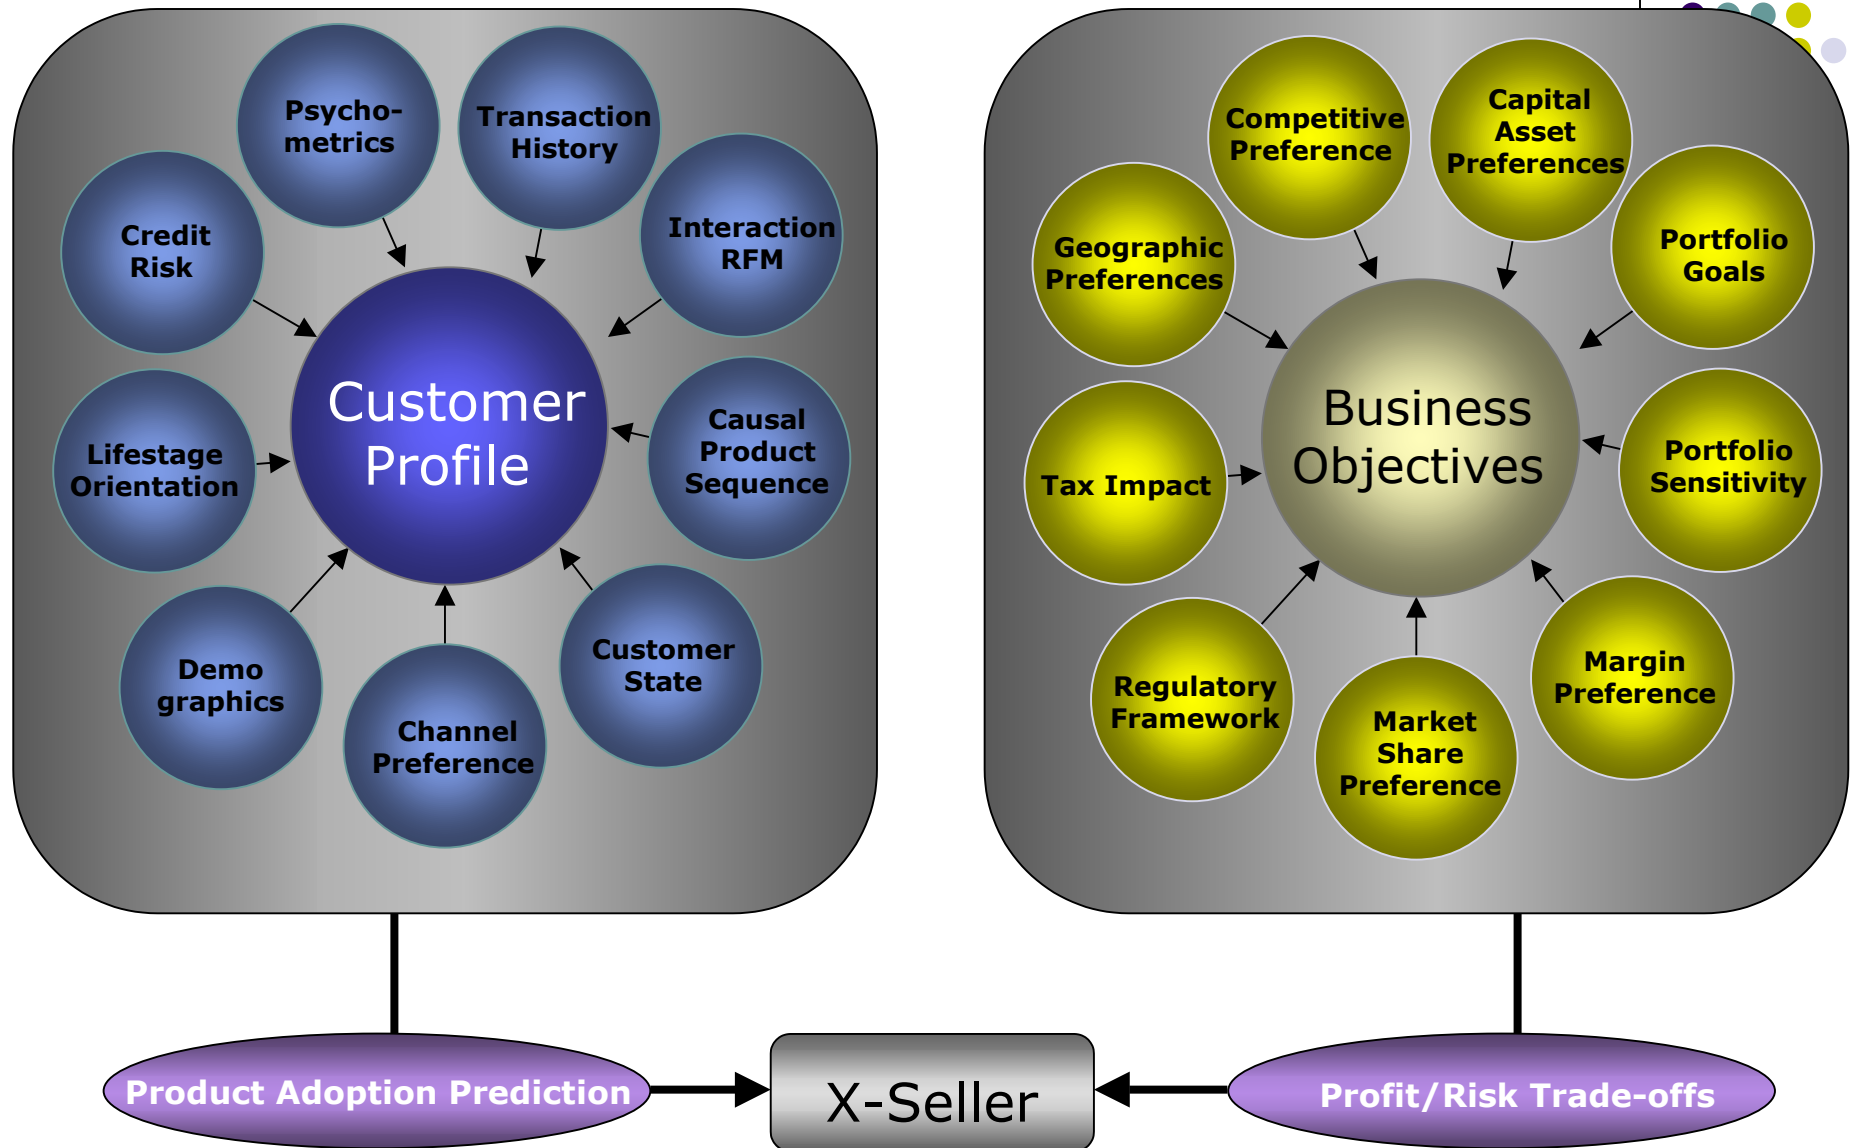 Psycho-
metrics
Transaction
History
Credit
Risk
Interaction
RFM
Customer
Profile
Lifestage
Orientation
Causal
Product
Sequence
Demo
graphics
Channel
Preference
Customer
State
Competitive
Preference
Capital
Asset
Preferences
Geographic
Preferences
Portfolio
Goals
Business
Objectives
Tax Impact
Portfolio
Sensitivity
Regulatory
Framework
Market
Share
Preference
Margin
Preference
Product Adoption Prediction
X-Seller
Profit/Risk Trade-offs